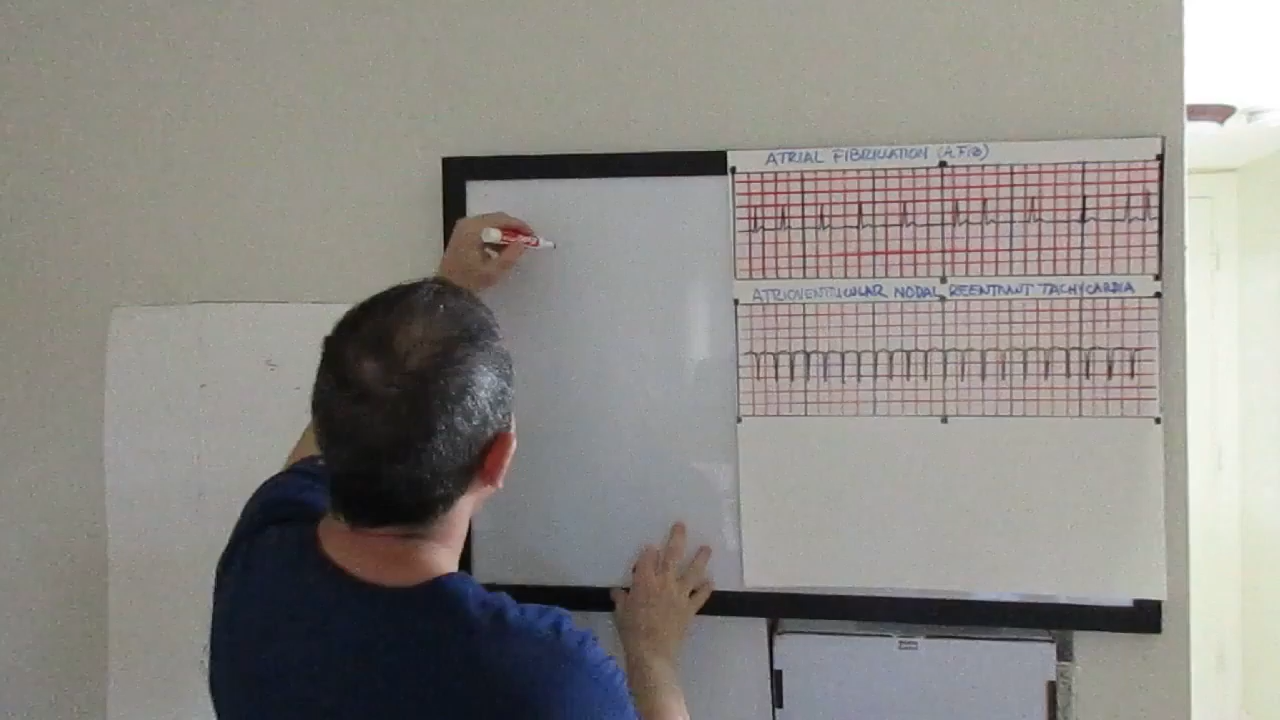 ATRIAL FIBRILLATION (A.FIB)
ATRIOVENTRICULAR NODAL REENTRANT TACHYCARDIA